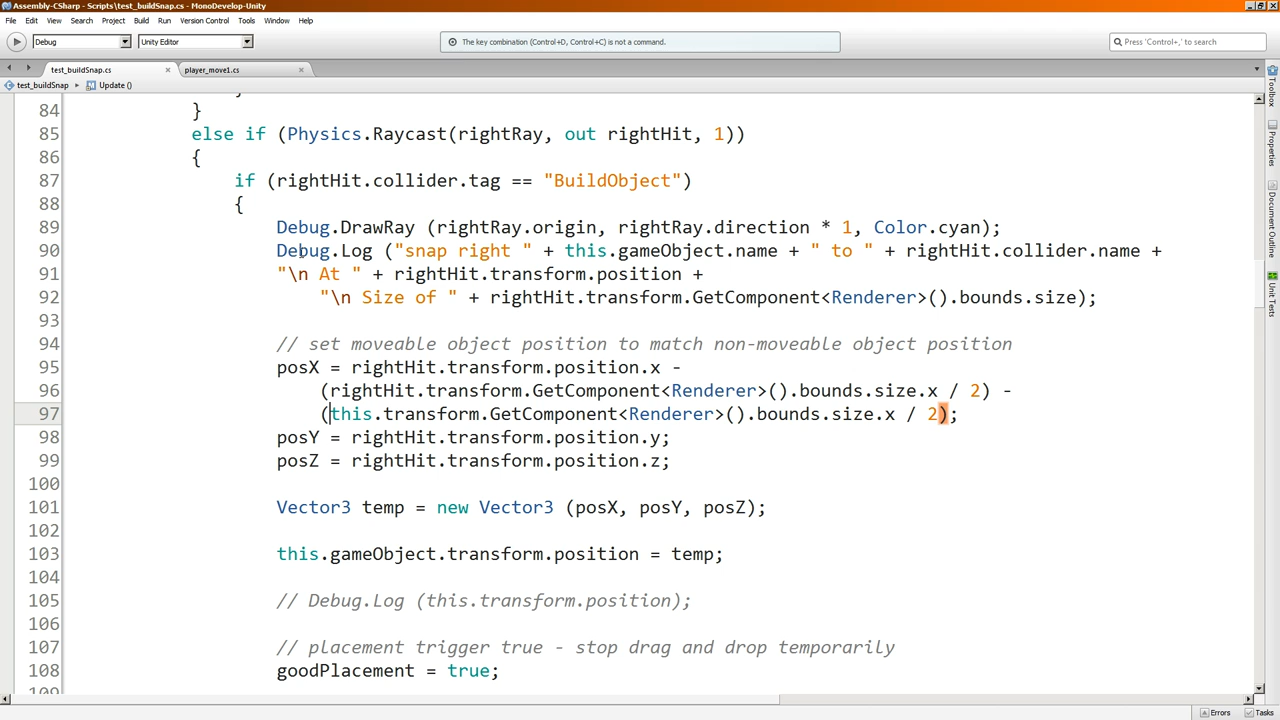 Assembly-CSharp - Scripts\test_buildSnap.cs - MonoDevelop-Unity
File Edit View Search Project Build Run Version Control Tools Window Help
Debug Unity Editor The key combination (Control+D, Control+C) is not a command. Press 'Control+,' to search
test_buildSnap.cs player_move1.cs
test_buildSnap Update ()
84 }
85 else if (Physics.Raycast(rightRay, out rightHit, 1))
86 {
87 if (rightHit.collider.tag == "BuildObject")
88 {
89 Debug.DrawRay (rightRay.origin, rightRay.direction * 1, Color.cyan);
90 Debug.Log ("snap right " + this.gameObject.name + " to " + rightHit.collider.name +
91 "\n At " + rightHit.transform.position +
92 "\n Size of " + rightHit.transform.GetComponent<Renderer>().bounds.size);
93
94 // set moveable object position to match non-moveable object position
95 posX = rightHit.transform.position.x -
96 (rightHit.transform.GetComponent<Renderer>().bounds.size.x / 2) -
97 (this.transform.GetComponent<Renderer>().bounds.size.x / 2);
98 posY = rightHit.transform.position.y;
99 posZ = rightHit.transform.position.z;
100
101 Vector3 temp = new Vector3 (posX, posY, posZ);
102
103 this.gameObject.transform.position = temp;
104
105 // Debug.Log (this.transform.position);
106
107 // placement trigger true - stop drag and drop temporarily
108 goodPlacement = true;
109
Toolbox
Properties
Document Outline
Unit Tests
Errors Tasks